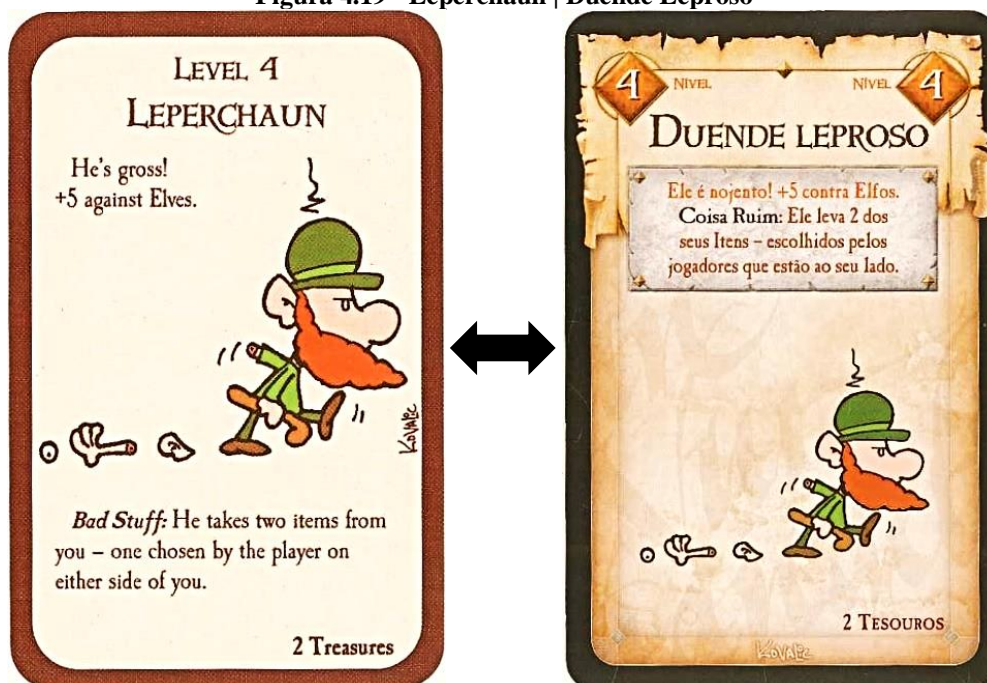 Figura 4.19 - Leperchaun | Duende Leproso
LEVEL 4
LEPERCHAUN
He's gross!
+5 against Elves.
KOVALIC
Bad Stuff: He takes two items from
you – one chosen by the player on
either side of you.
2 Treasures
4 NÍVEL NÍVEL 4
DUENDE LEPROSO
Ele é nojento! +5 contra Elfos.
Coisa Ruim: Ele leva 2 dos
seus Itens – escolhidos pelos
jogadores que estão ao seu lado.
2 TESOUROS
KOVALIC